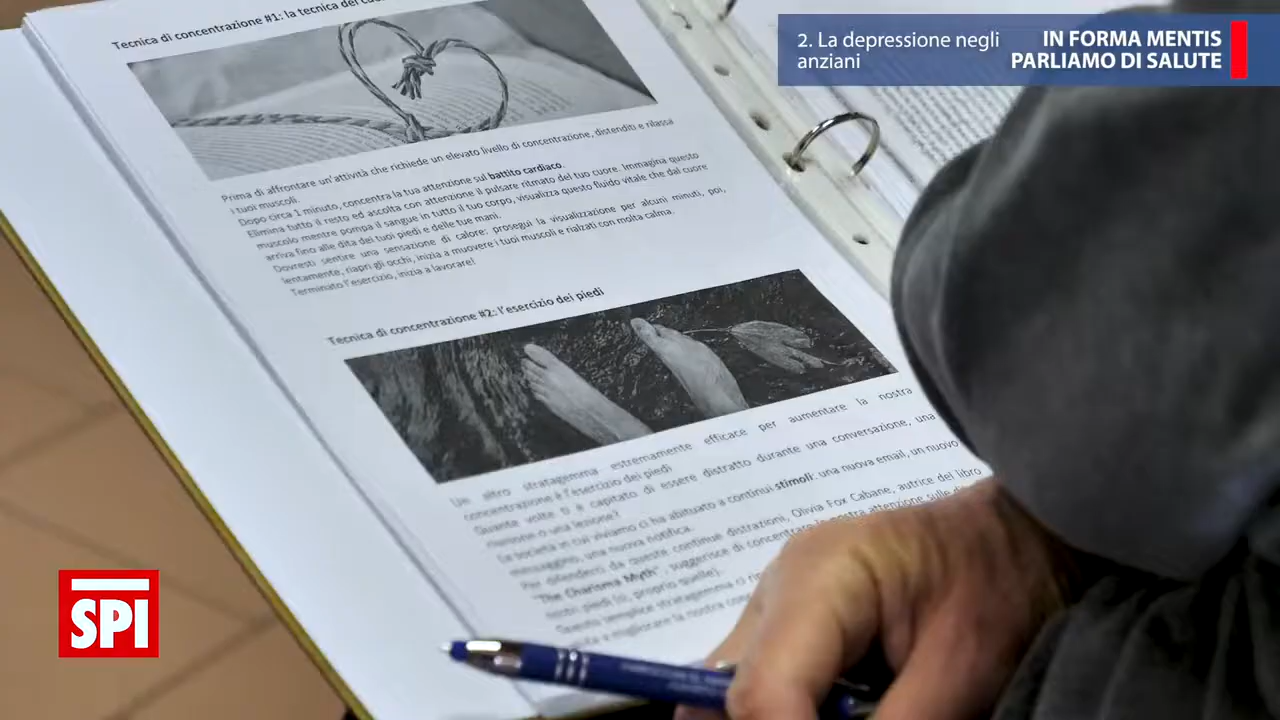 2. La depressione negli
anziani
IN FORMA MENTIS
PARLIAMO DI SALUTE
Tecnica di concentrazione #1: la tecnica del
Prima di affrontare un'attività che richiede un elevato livello di concentrazione, distenditi e rilassa
i tuoi muscoli.
Dopo circa 1 minuto, concentra la tua attenzione sul battito cardiaco.
Elimina tutto il resto ed ascolta con attenzione il pulsare ritmato del tuo cuore. Immagina questo
muscolo mentre pompa il sangue in tutto il tuo corpo, visualizza questo fluido vitale che dal cuore
arriva fino alle dita dei tuoi piedi e delle tue mani.
Dovresti sentire una sensazione di calore: prosegui la visualizzazione per alcuni minuti, poi,
lentamente, riapri gli occhi, inizia a muovere i tuoi muscoli e rialzati con molta calma.
Terminato l'esercizio, inizia a lavorare!
Tecnica di concentrazione #2: l'esercizio dei piedi
Un altro stratagemma estremamente efficace per aumentare la nostra
concentrazione è l'esercizio dei piedi
Quante volte ti è capitato di essere distratto durante una conversazione, una
riunione o una lezione?
La società in cui viviamo ci ha abituato a continui stimoli: una nuova email, un nuovo
messaggino, una nuova notifica.
Per difenderci da queste continue distrazioni, Olivia Fox Cabane, autrice del libro
"The Charisma Myth", suggerisce di concentrare la nostra attenzione sulle
nostri piedi (sì, proprio quelle).
Questo semplice stratagemma ci
a migliorare la nostra
SPI